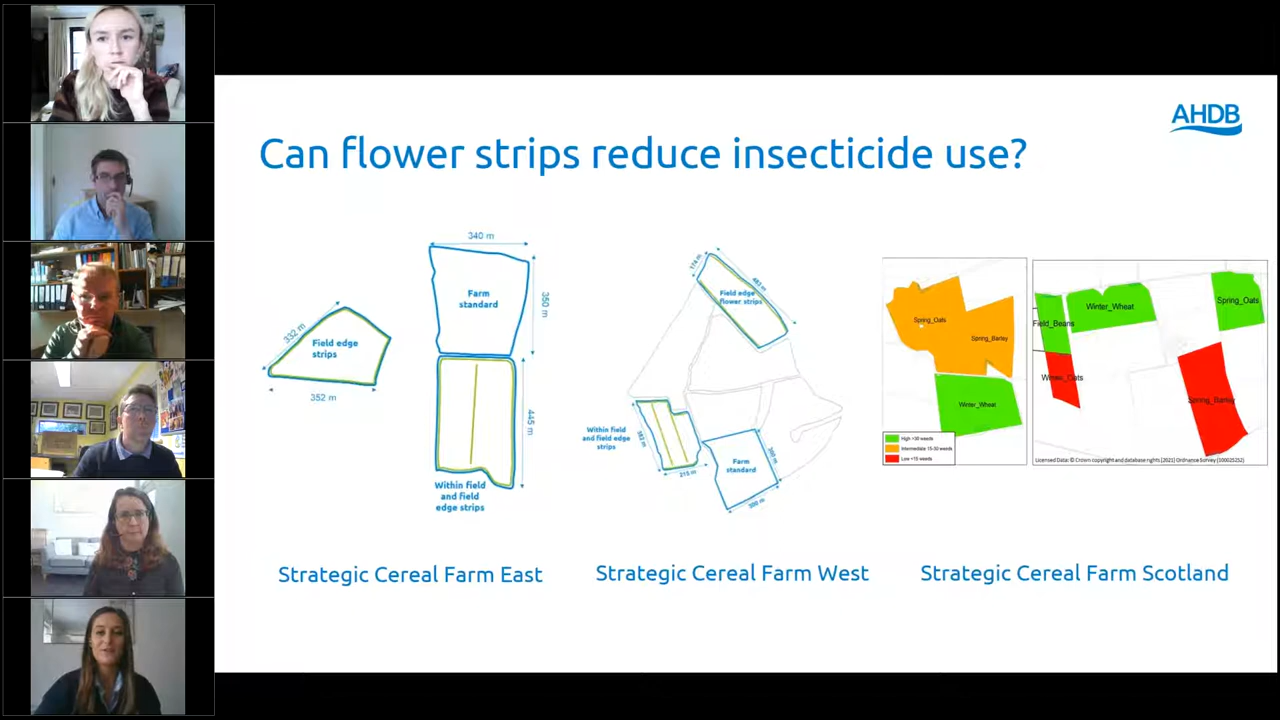 AHDB
Can flower strips reduce insecticide use?
340 m
Farm
standard
350 m
332 m
Field edge
strips
352 m
445 m
Within field
and field
edge strips
174 m
483 m
Field edge
flower strips
Within field
and field edge
strips
215 m
Farm
standard
300 m
Spring_Oats
Spring_Barley
Winter_Wheat
High >30 weeds
Intermediate 15-30 weeds
Low <15 weeds
Field_Beans
Winter_Wheat
Spring_Oats
Winter_Oats
Spring_Barley
Licensed Data: © Crown copyright and database rights [2021] Ordnance Survey (100025252)
Strategic Cereal Farm East
Strategic Cereal Farm West
Strategic Cereal Farm Scotland